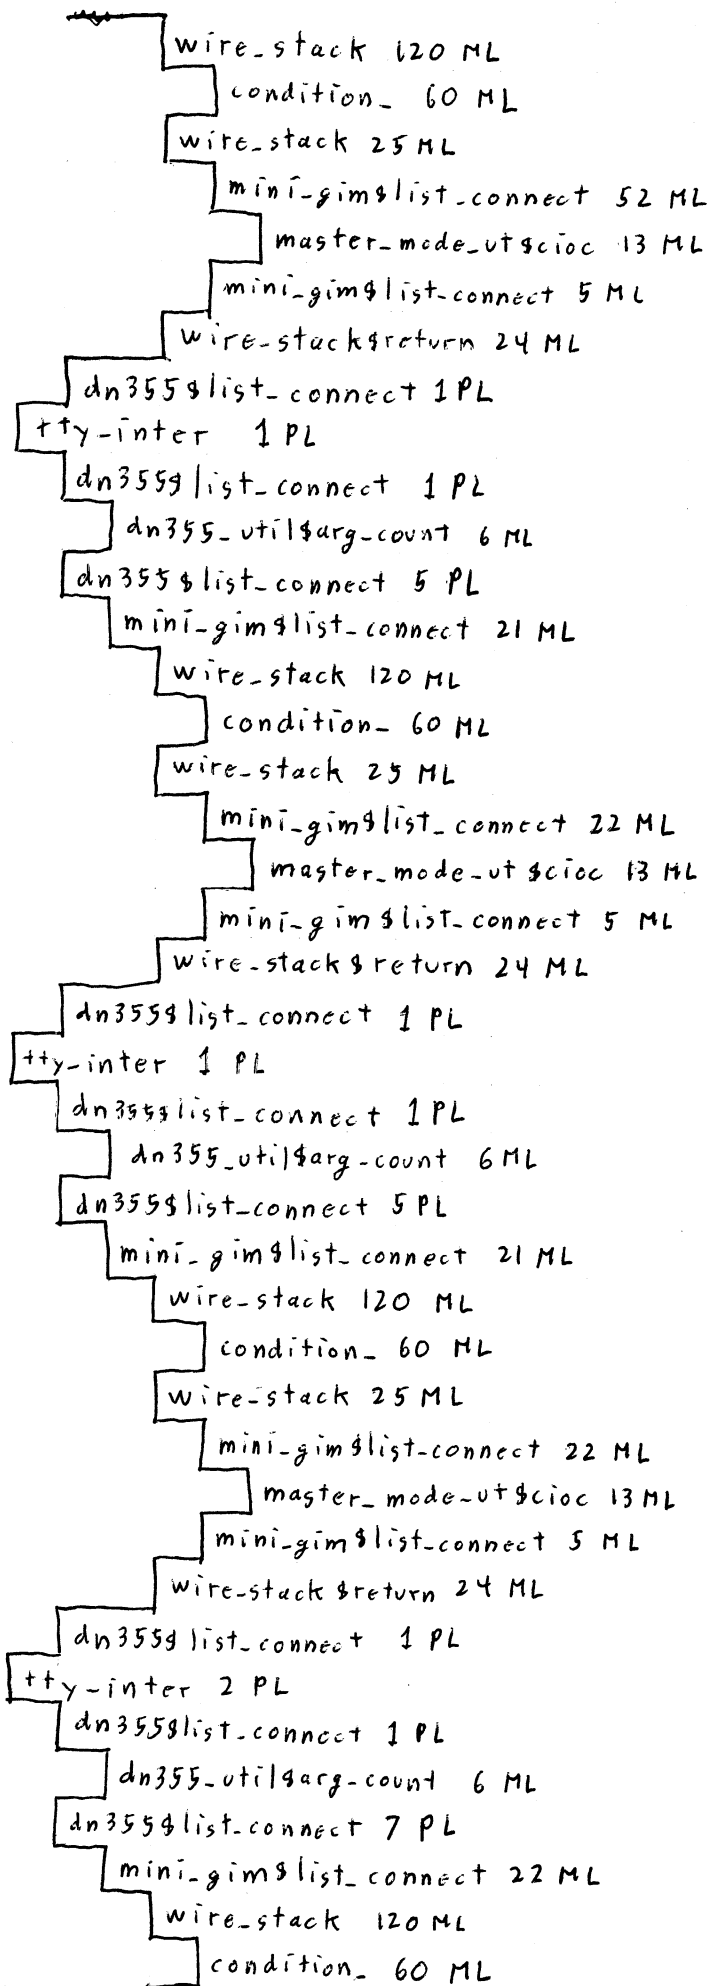 wire_stack 120 ML
condition_ 60 ML
wire_stack 25 ML
mini_gim$list_connect 52 ML
master_mode_ut$cioc 13 ML
mini_gim$list_connect 5 ML
wire_stack$return 24 ML
dn355$list_connect 1 PL
tty_inter 1 PL
dn355$list_connect 1 PL
dn355_util$arg_count 6 ML
dn355$list_connect 5 PL
mini_gim$list_connect 21 ML
wire_stack 120 ML
condition_ 60 ML
wire_stack 25 ML
mini_gim$list_connect 22 ML
master_mode_ut$cioc 13 ML
mini_gim$list_connect 5 ML
wire_stack$return 24 ML
dn355$list_connect 1 PL
tty_inter 1 PL
dn355$list_connect 1 PL
dn355_util$arg_count 6 ML
dn355$list_connect 5 PL
mini_gim$list_connect 21 ML
wire_stack 120 ML
condition_ 60 ML
wire_stack 25 ML
mini_gim$list_connect 22 ML
master_mode_ut$cioc 13 ML
mini_gim$list_connect 5 ML
wire_stack$return 24 ML
dn355$list_connect 1 PL
tty_inter 2 PL
dn355$list_connect 1 PL
dn355_util$arg_count 6 ML
dn355$list_connect 7 PL
mini_gim$list_connect 22 ML
wire_stack 120 ML
condition_ 60 ML